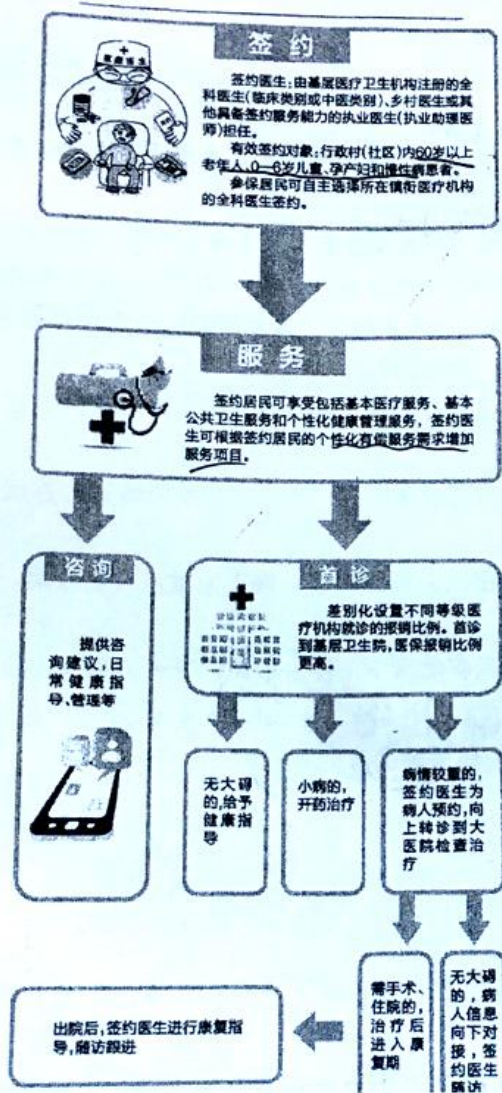 签约
家庭医生
签约医生:由基层医疗卫生机构注册的全
科医生(临床类别或中医类别)、乡村医生或其
他具备签约服务能力的执业医生(执业助理医
师)担任。
有效签约对象:行政村(社区)内60岁以上
老年人、0—6岁儿童、孕产妇和慢性病患者。
参保居民可自主选择所在镇街医疗机构
的全科医生签约。
服务
签约居民可享受包括基本医疗服务、基本
公共卫生服务和个性化健康管理服务,签约医
生可根据签约居民的个性化有偿服务需求增加
服务项目。
咨询
提供咨
询建议,日
常健康指
导、管理等
首诊
差别化设置不同等级医
疗机构就诊的报销比例。首诊
到基层卫生院,医保报销比例
更高。
无大碍
的,给予
健康指
导
小病的,
开药治疗
病情较重的,
签约医生为
病人预约,向
上转诊到大
医院检查治
疗
需手术、
住院的,
治疗后
进入康
复期
无大碍
的,病
人信息
向下对
接,签
约医生
随访
出院后,签约医生进行康复指
导,随访跟进